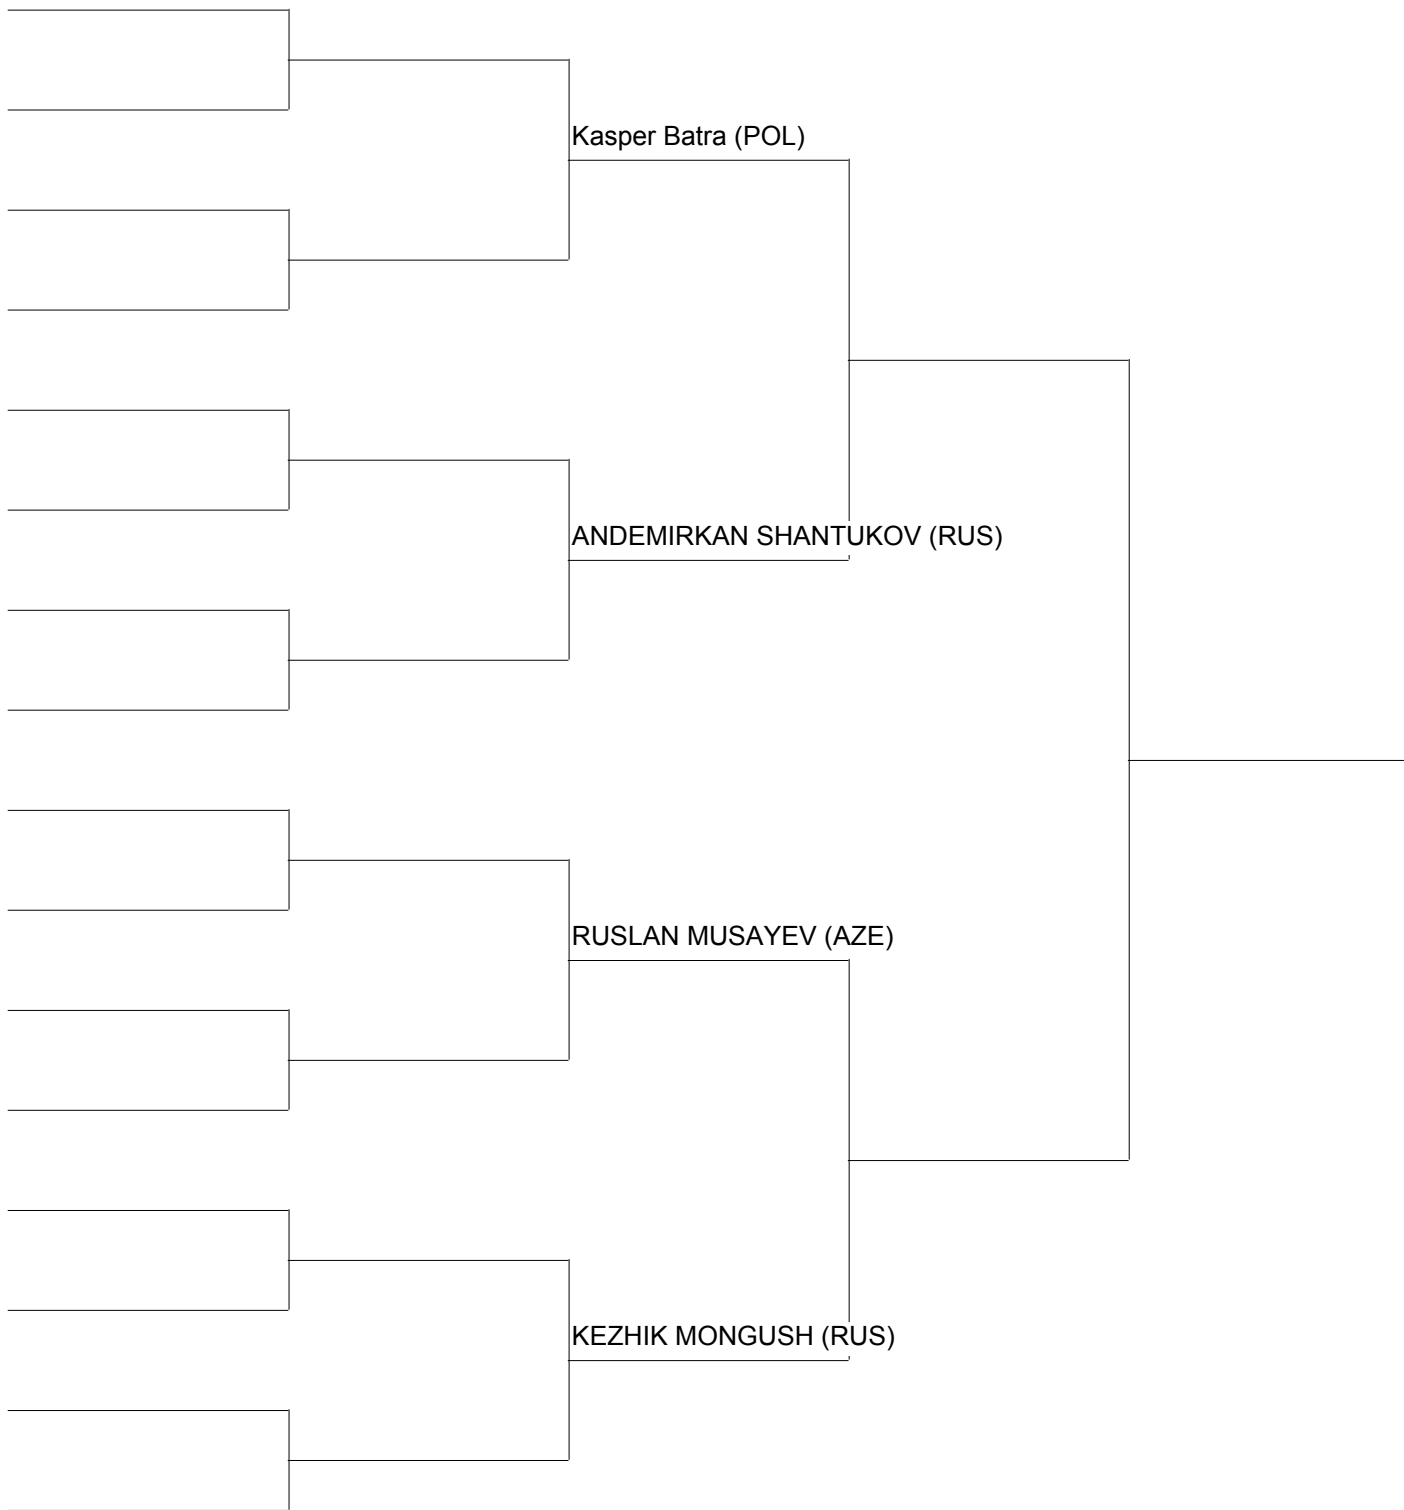 Kasper Batra (POL)
ANDEMIRKAN SHANTUKOV (RUS)
RUSLAN MUSAYEV (AZE)
KEZHIK MONGUSH (RUS)